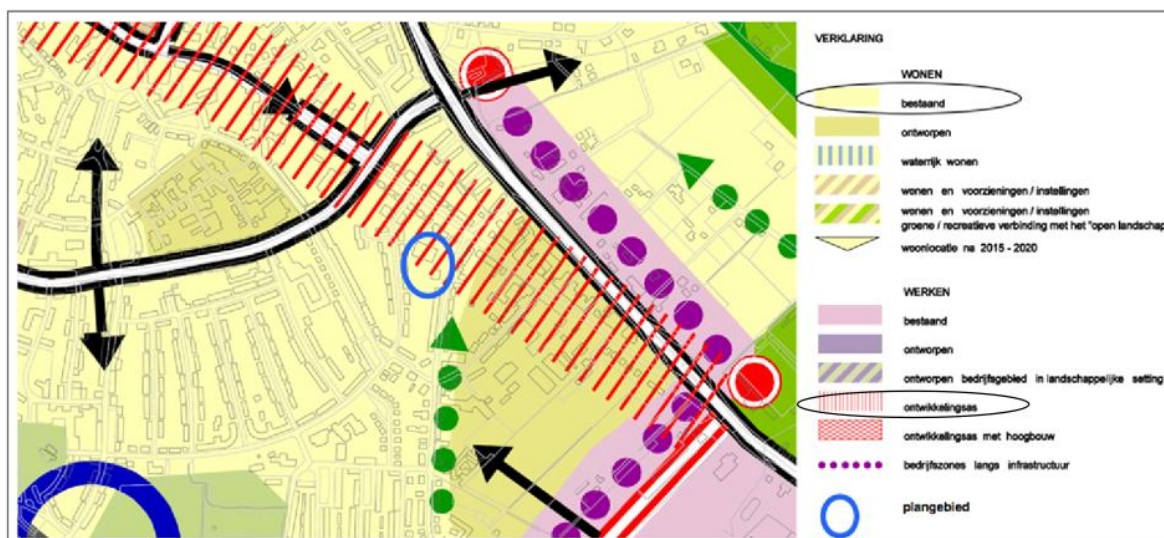 VERKLARING
WONEN
bestaand
ontworpen
waterrijk wonen
wonen en voorzieningen / instellingen
wonen en voorzieningen / instellingen
groene / recreatieve verbinding met het "open landschap
woonlocatie na 2015 - 2020
WERKEN
bestaand
ontworpen
ontworpen bedrijfsgebied in landschappelijke setting
ontwikkelingsas
ontwikkelingsas met hoogbouw
bedrijfszones langs infrastructuur
plangebied